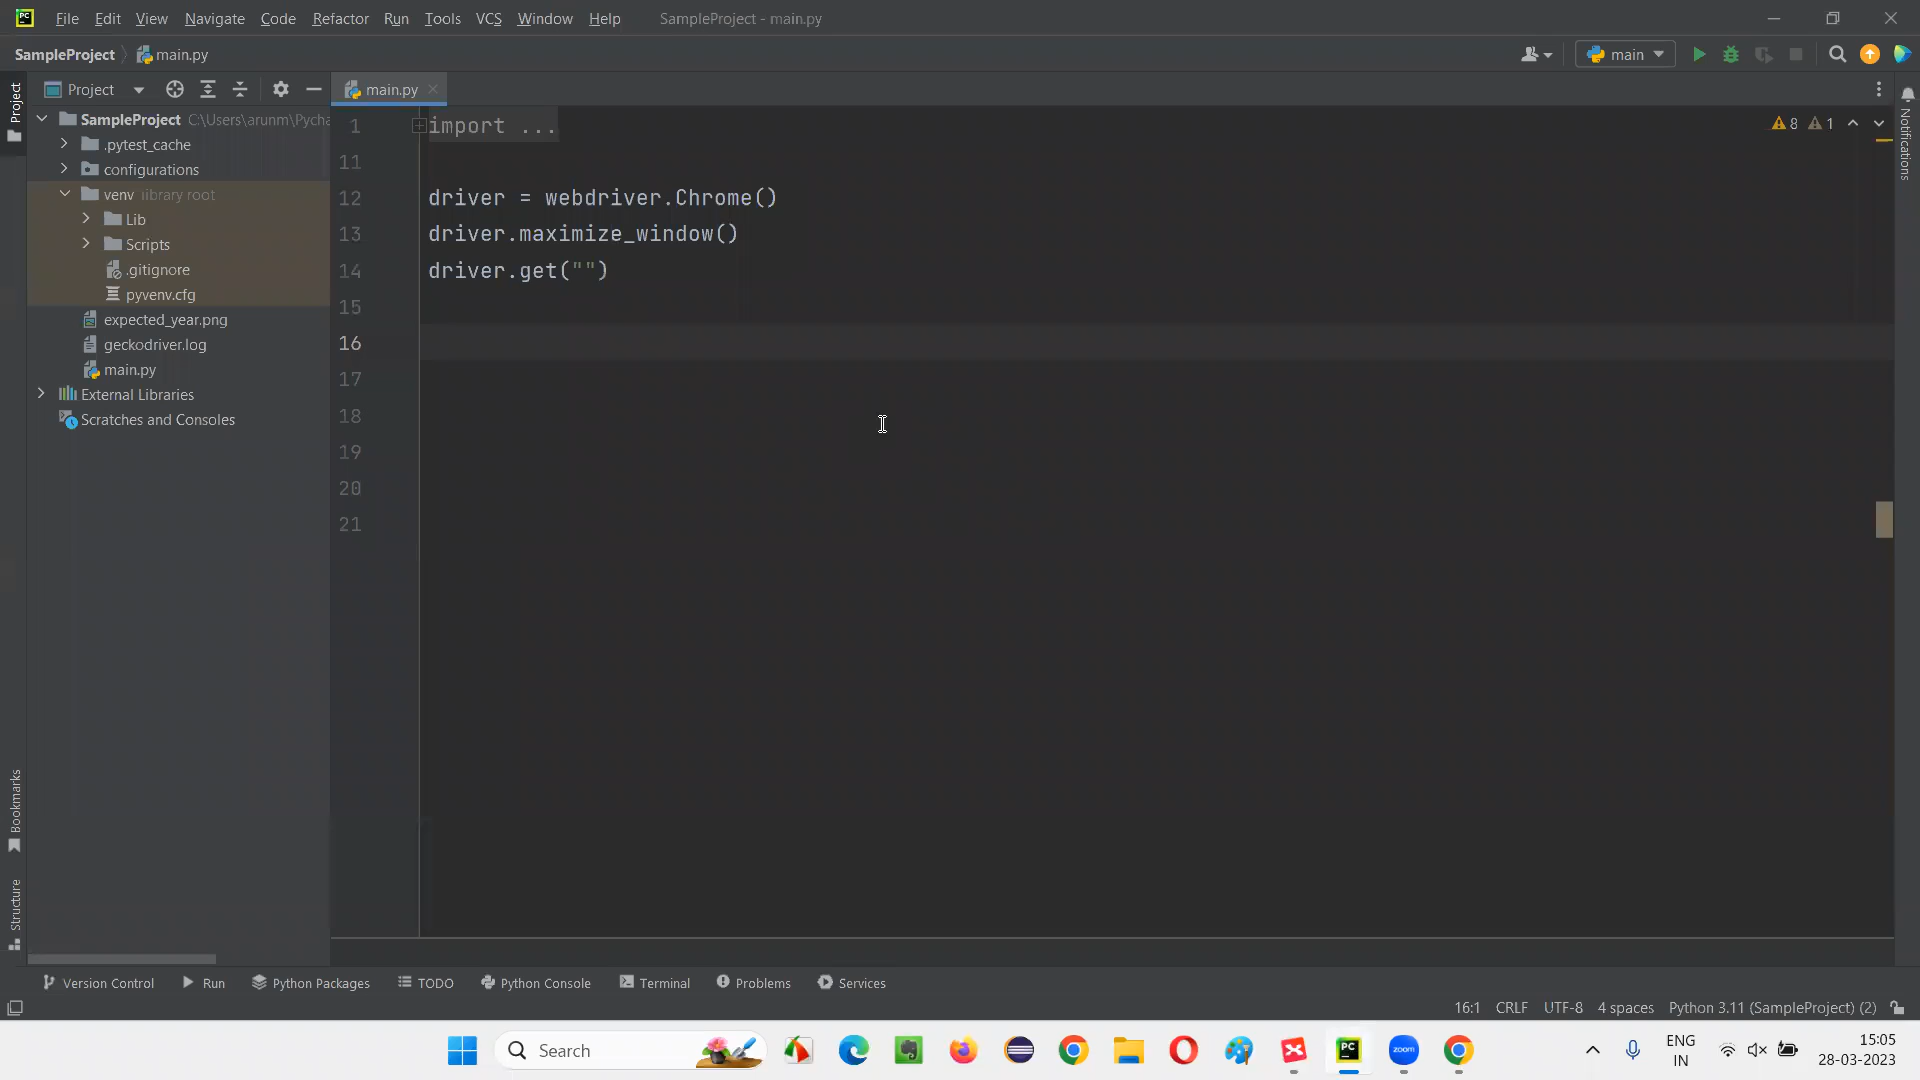 PC
File Edit View Navigate Code Refactor Run Tools VCS Window Help SampleProject - main.py
SampleProject main.py
main
Project
main.py
Project
SampleProject C:\Users\arunm\Pycha
.pytest_cache
configurations
venv library root
Lib
Scripts
.gitignore
pyvenv.cfg
expected_year.png
geckodriver.log
main.py
External Libraries
Scratches and Consoles
1 import ...
11
12 driver = webdriver.Chrome()
13 driver.maximize_window()
14 driver.get("")
15
16
17
18
19
20
21
8 1
Notifications
Bookmarks
Structure
Version Control Run Python Packages TODO Python Console Terminal Problems Services
16:1 CRLF UTF-8 4 spaces Python 3.11 (SampleProject) (2)
Search
PC
zoom
ENG
IN
15:05
28-03-2023